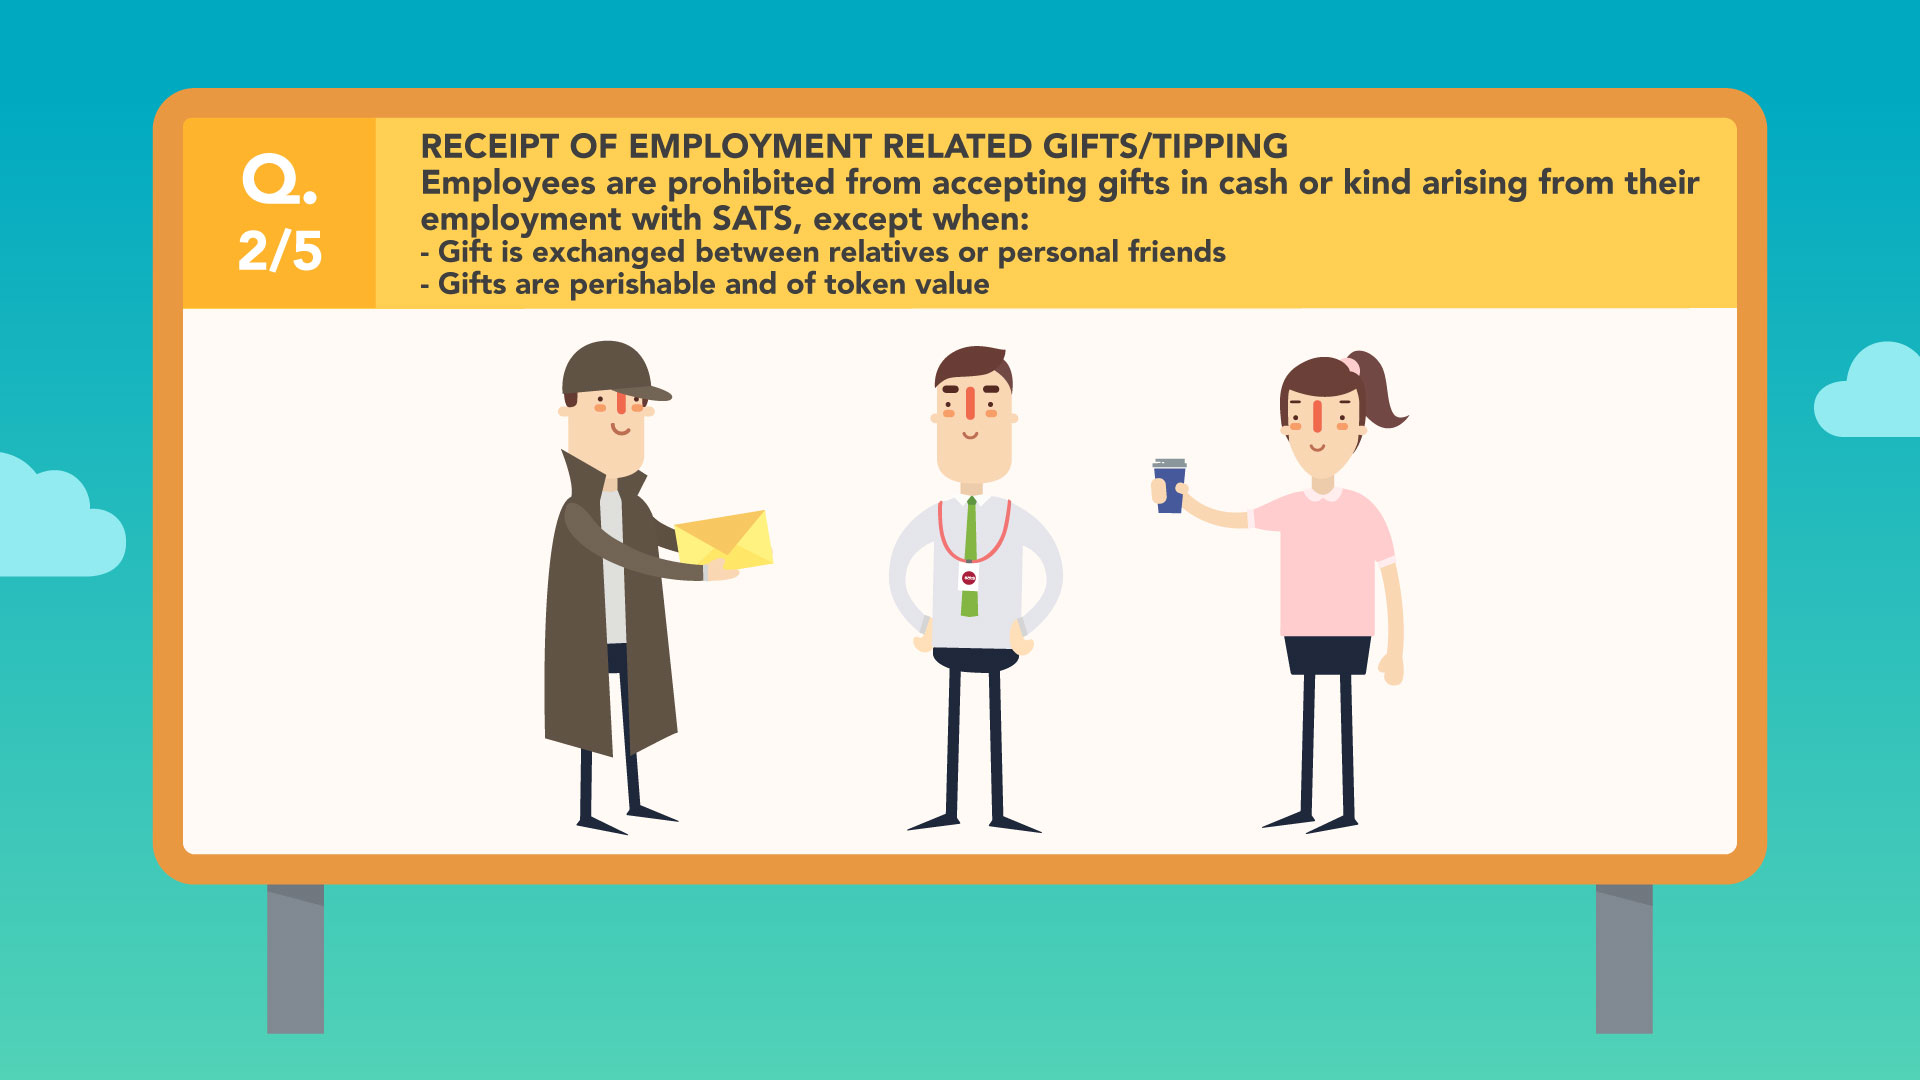 Q.
2/5
RECEIPT OF EMPLOYMENT RELATED GIFTS/TIPPING
Employees are prohibited from accepting gifts in cash or kind arising from their
employment with SATS, except when:
- Gift is exchanged between relatives or personal friends
- Gifts are perishable and of token value
sats